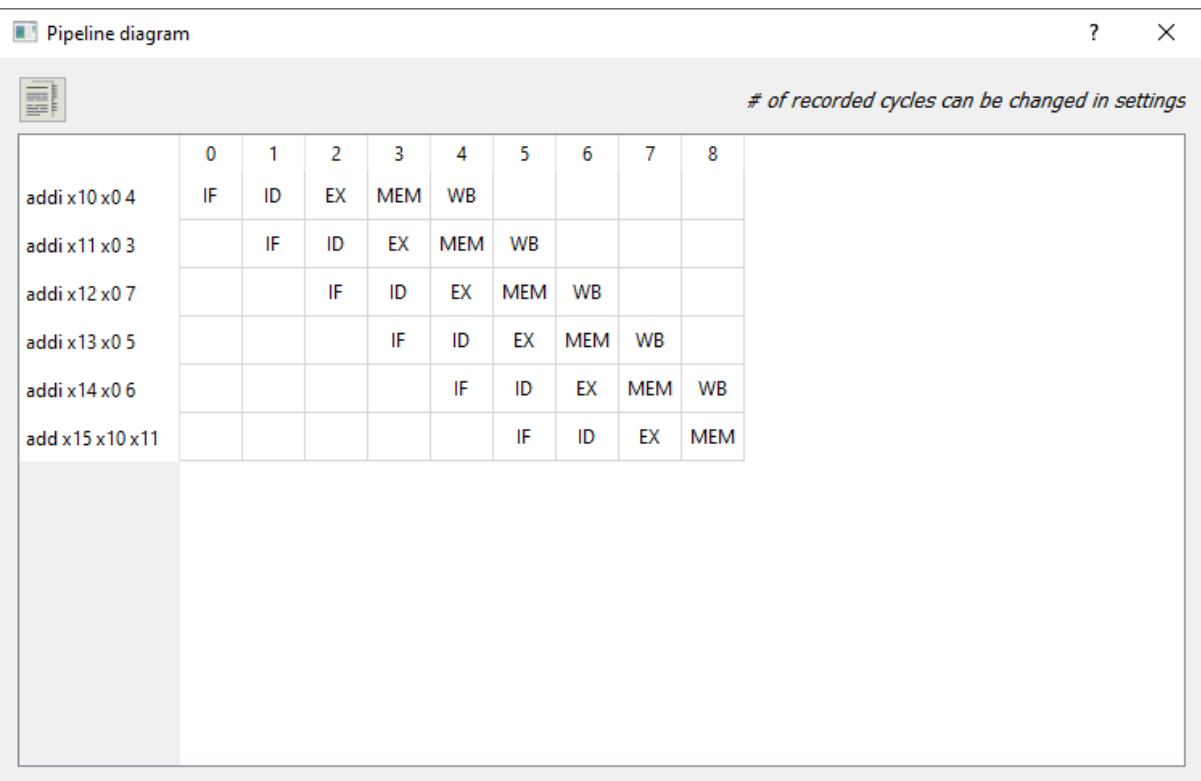 Pipeline diagram ?
# of recorded cycles can be changed in settings
0 1 2 3 4 5 6 7 8
addi x10 x0 4 IF ID EX MEM WB
addi x11 x0 3 IF ID EX MEM WB
addi x12 x0 7 IF ID EX MEM WB
addi x13 x0 5 IF ID EX MEM WB
addi x14 x0 6 IF ID EX MEM WB
add x15 x10 x11 IF ID EX MEM